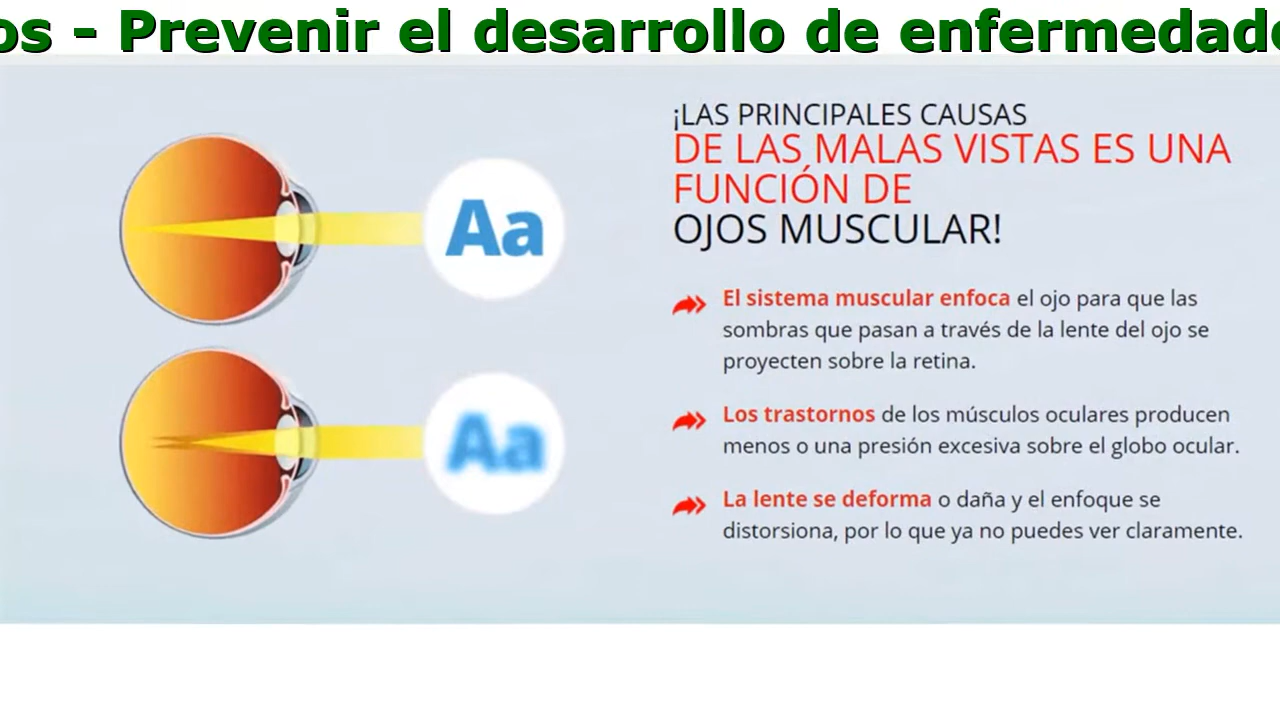 os - Prevenir el desarrollo de enfermedad
¡LAS PRINCIPALES CAUSAS
DE LAS MALAS VISTAS ES UNA
FUNCIÓN DE
OJOS MUSCULAR!
Aa
El sistema muscular enfoca el ojo para que las
sombras que pasan a través de la lente del ojo se
proyecten sobre la retina.
Aa
Los trastornos de los músculos oculares producen
menos o una presión excesiva sobre el globo ocular.
La lente se deforma o daña y el enfoque se
distorsiona, por lo que ya no puedes ver claramente.